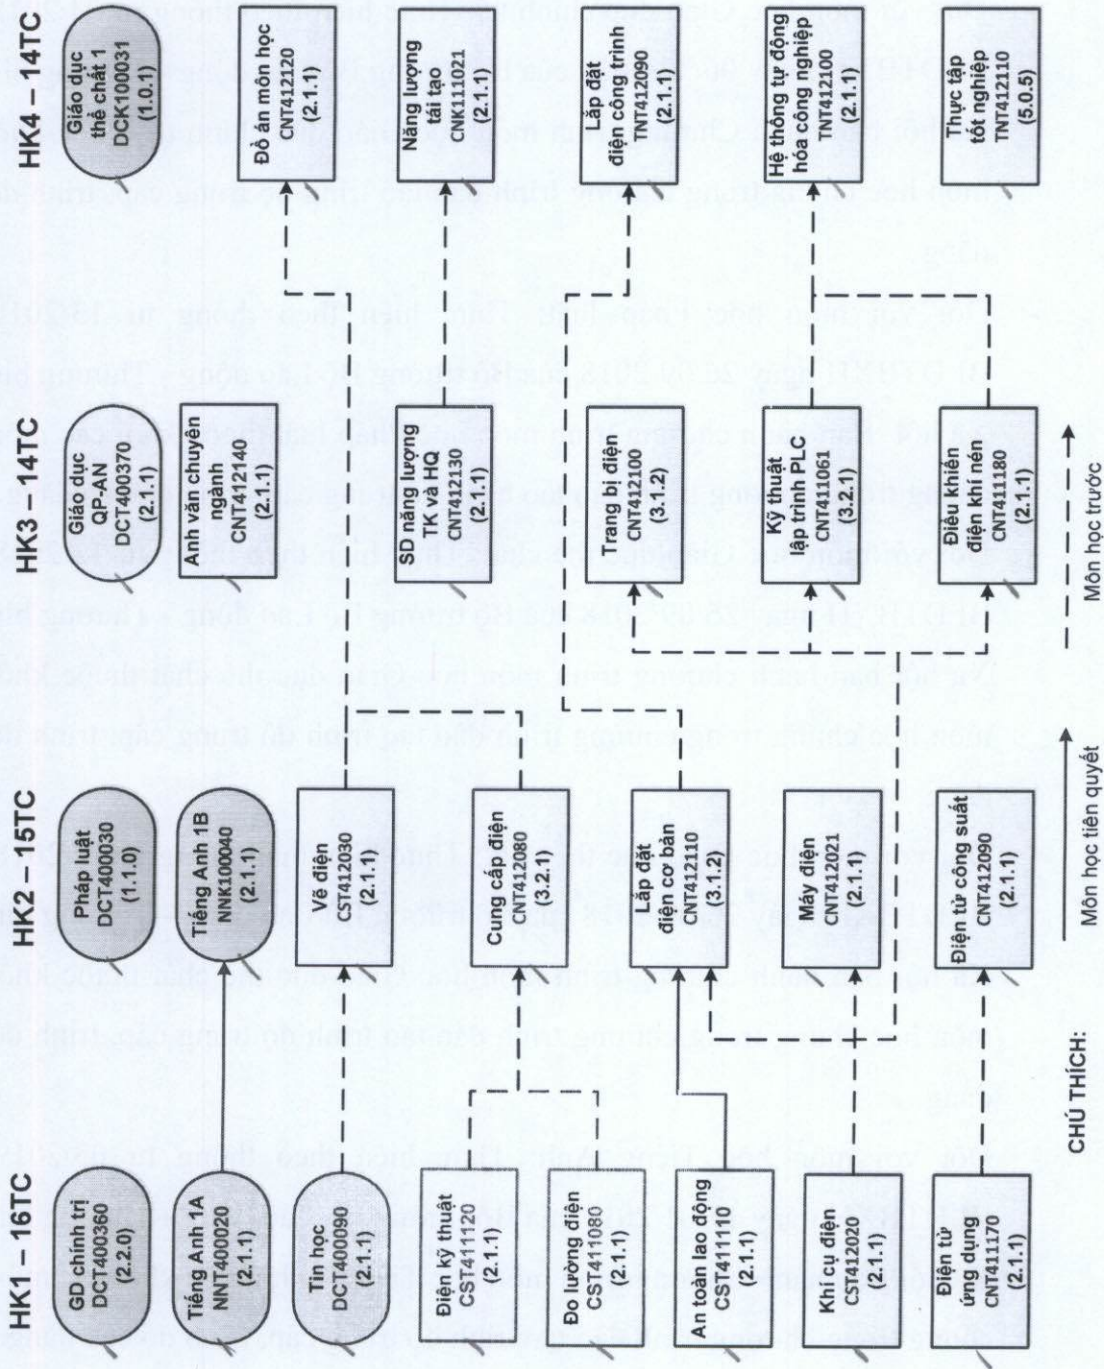 HK1 – 16TC
GD chính trị
DCT400360
(2.2.0)
Tiếng Anh 1A
NNT400020
(2.1.1)
Tin học
DCT400090
(2.1.1)
Điện kỹ thuật
CST411120
(2.1.1)
Đo lường điện
CST411080
(2.1.1)
An toàn lao động
CST411110
(2.1.1)
Khí cụ điện
CST412020
(2.1.1)
Điện tử
ứng dụng
CNT411170
(2.1.1)
HK2 – 15TC
Pháp luật
DCT400030
(1.1.0)
Tiếng Anh 1B
NNK100040
(2.1.1)
Vẽ điện
CST412030
(2.1.1)
Cung cấp điện
CNT412080
(3.2.1)
Lắp đặt
điện cơ bản
CNT412110
(3.1.2)
Máy điện
CNT412021
(2.1.1)
Điện tử công suất
CNT412090
(2.1.1)
HK3 – 14TC
Giáo dục
QP-AN
DCT400370
(2.1.1)
Anh văn chuyên
ngành
CNT412140
(2.1.1)
SD năng lượng
TK và HQ
CNT412130
(2.1.1)
Trang bị điện
CNT412100
(3.1.2)
Kỹ thuật
lập trình PLC
CNT411061
(3.2.1)
Điều khiển
điện khí nén
CNT411180
(2.1.1)
HK4 – 14TC
Giáo dục
thể chất 1
DCK100031
(1.0.1)
Đồ án môn học
CNT412120
(2.1.1)
Năng lượng
tái tạo
CNK111021
(2.1.1)
Lắp đặt
điện công trình
CNT412090
(2.1.1)
Hệ thống tự động
hóa công nghiệp
CNT412100
(2.1.1)
Thực tập
tốt nghiệp
TNT412110
(5.0.5)
CHÚ THÍCH:
Môn học tiên quyết
Môn học trước